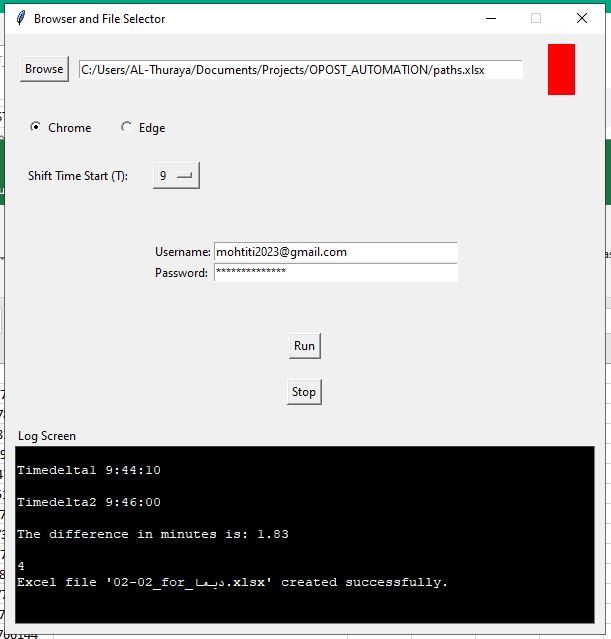 Browser and File Selector
Browse C:/Users/AL-Thuraya/Documents/Projects/OPOST_AUTOMATION/paths.xlsx
Chrome Edge
Shift Time Start (T): 9
Username: mohtiti2023@gmail.com
Password: **************
Run
Stop
Log Screen
Timedelta1 9:44:10
Timedelta2 9:46:00
The difference in minutes is: 1.83
4
Excel file '02-02_for_ديما.xlsx' created successfully.